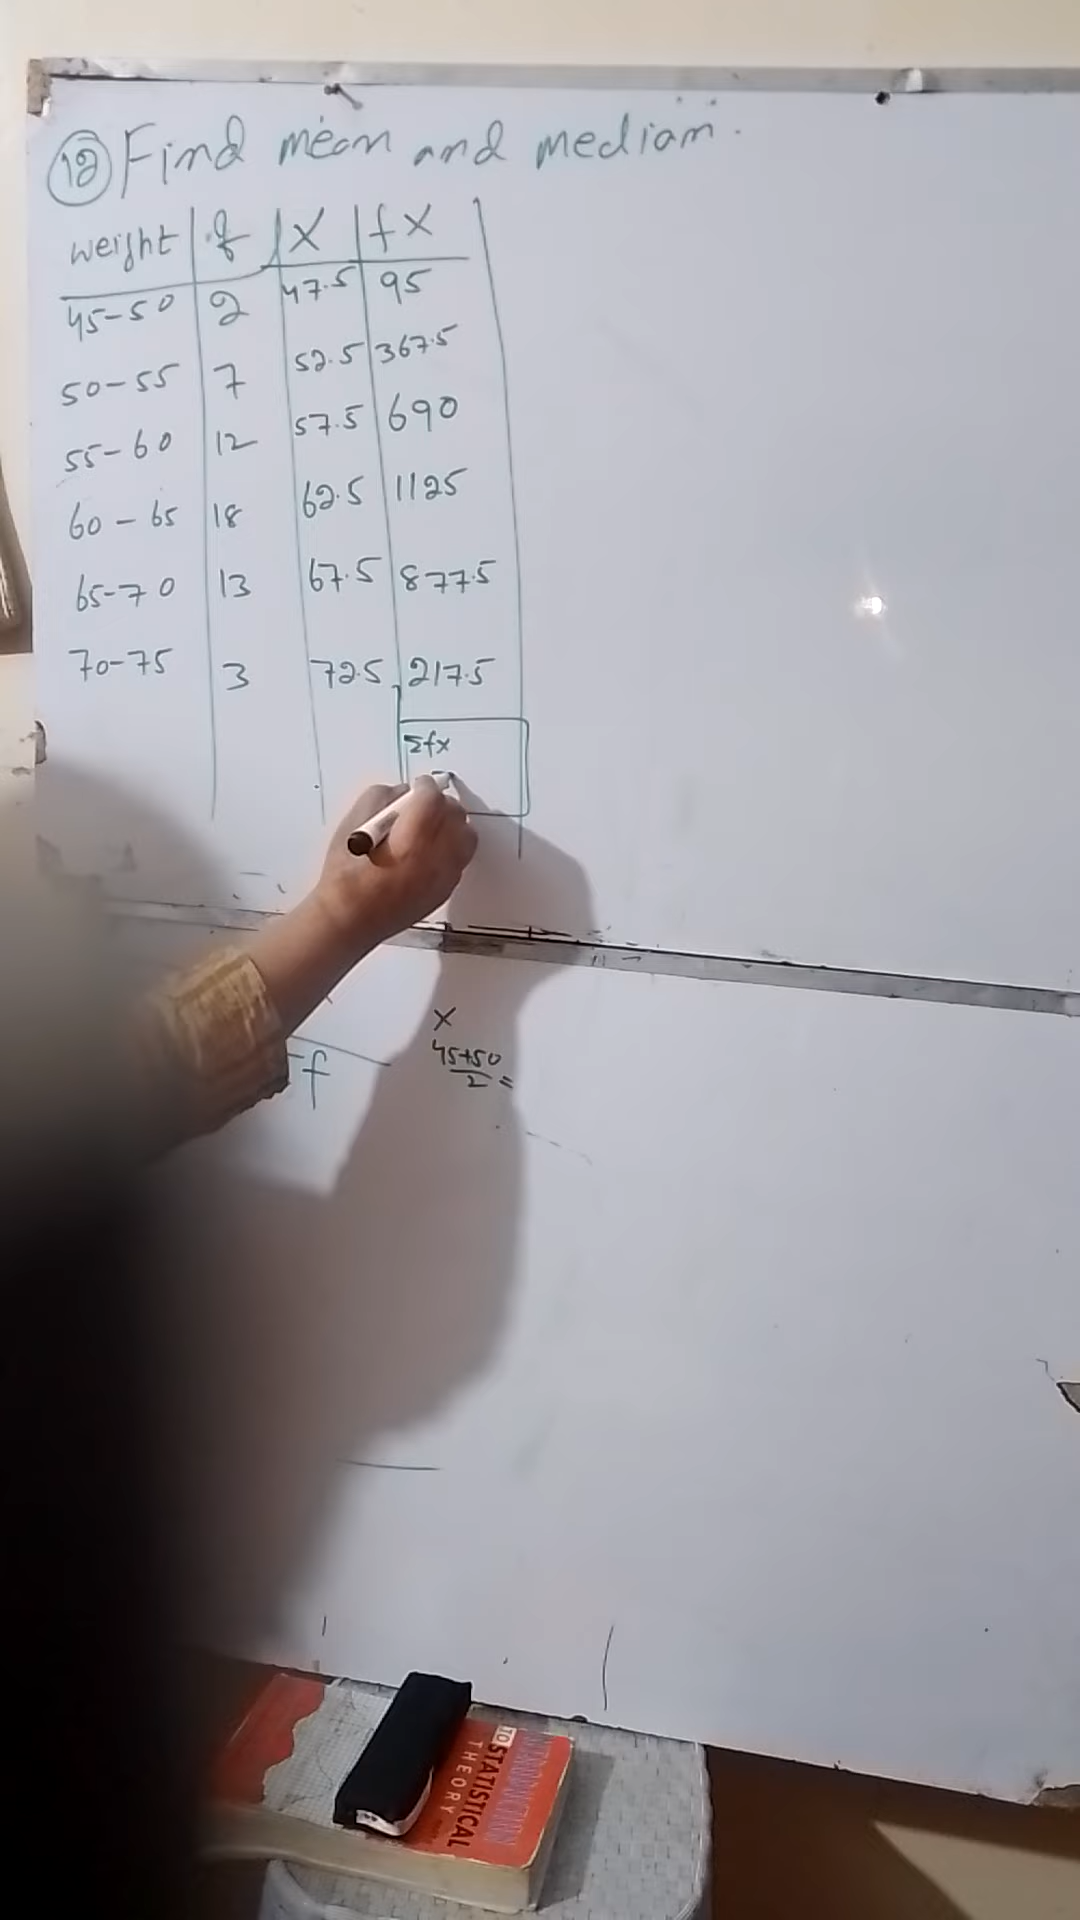 12 Find mean and median.
weight f X fX
45-50 2 47.5 95
50-55 7 52.5 367.5
55-60 12 57.5 690
60-65 18 62.5 1125
65-70 13 67.5 877.5
70-75 3 72.5 217.5
Σfx
f
X
45+50
2 =
TO STATISTICAL
THEORY